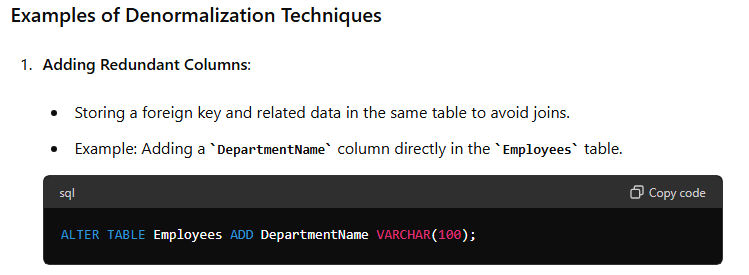 Examples of Denormalization Techniques
1. Adding Redundant Columns:
• Storing a foreign key and related data in the same table to avoid joins.
• Example: Adding a `DepartmentName` column directly in the `Employees` table.
sql Copy code
ALTER TABLE Employees ADD DepartmentName VARCHAR(100);